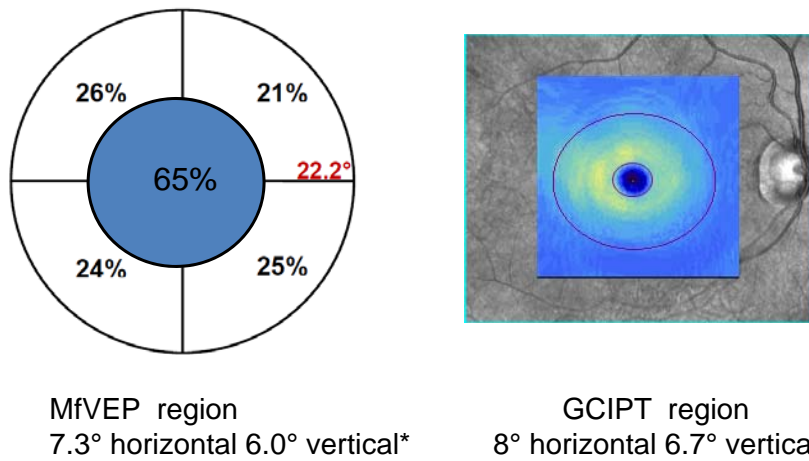 26% 21%
65%
22.2°
24% 25%
MfVEP region
7.3° horizontal 6.0° vertical*
GCIPT region
8° horizontal 6.7°